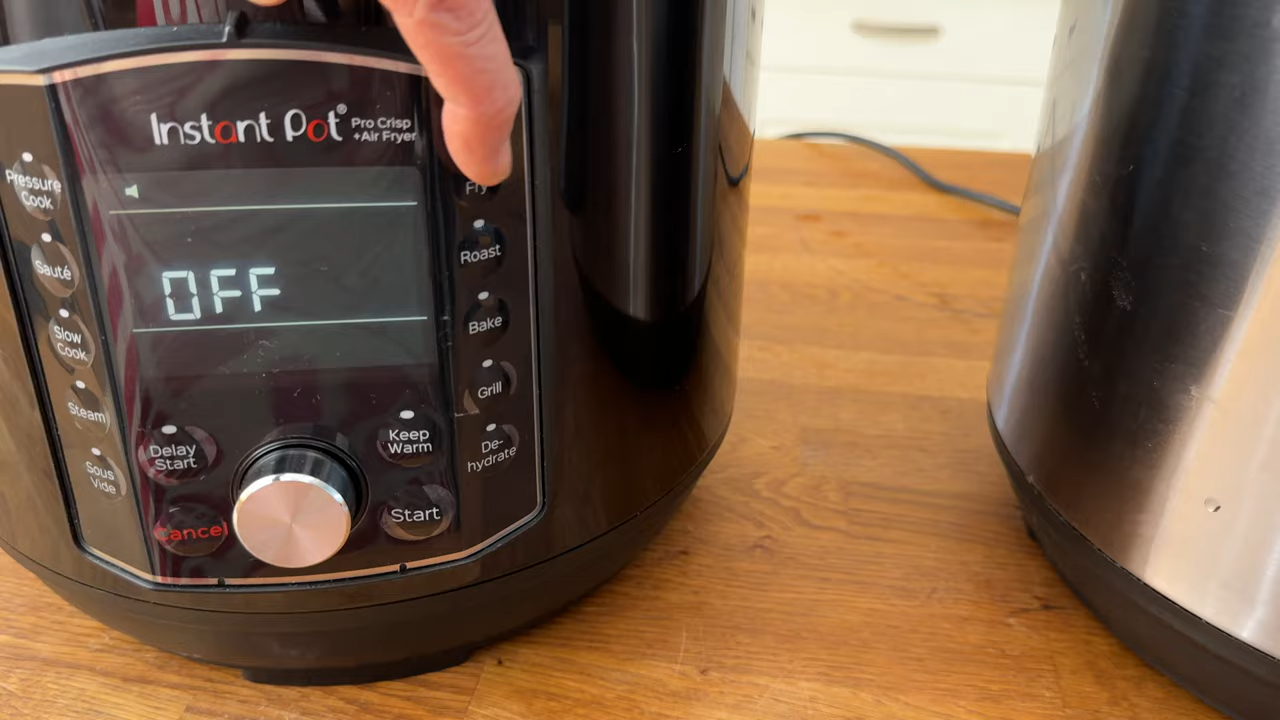 Instant Pot® Pro Crisp
+Air Fryer
Pressure
Cook
Sauté
Slow
Cook
Steam
Sous
Vide
OFF
Delay
Start
Cancel
Keep
Warm
Start
Fry
Roast
Bake
Grill
De-
hydrate